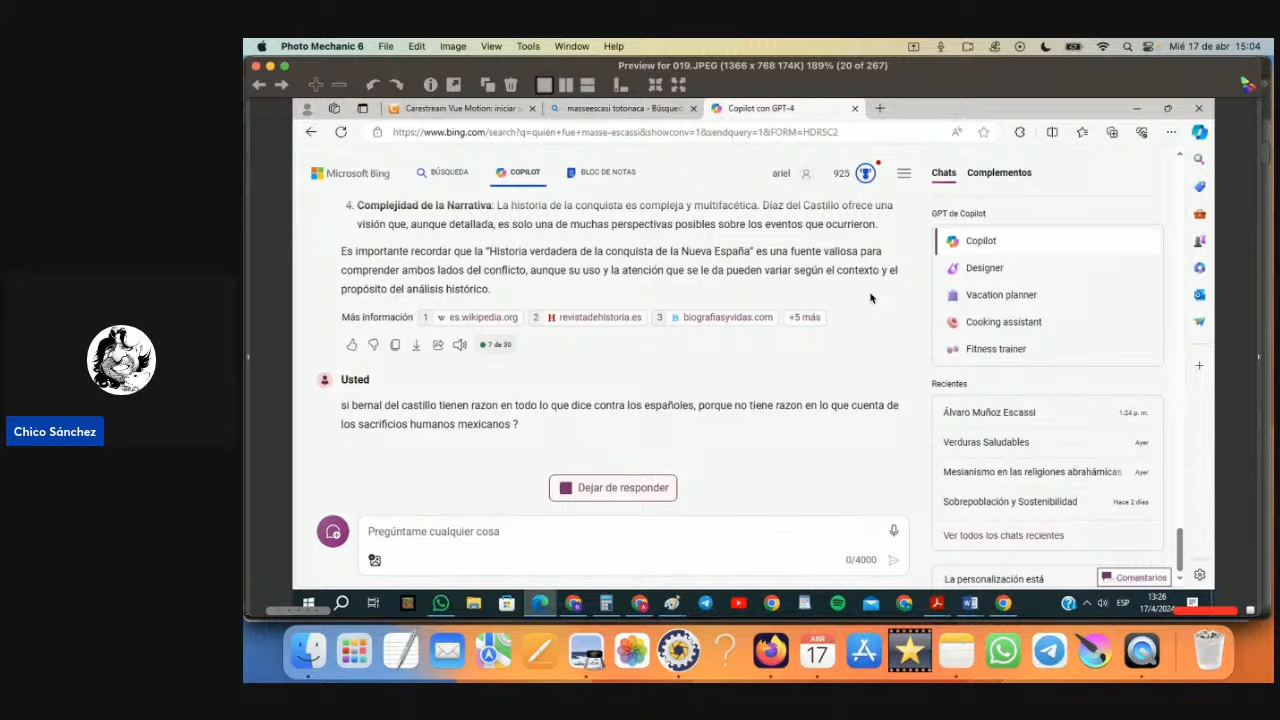 Photo Mechanic 6 File Edit Image View Tools Window Help
Mié 17 de abr 15:04
Preview for 019.JPEG (1366 x 768 174K) 189% (20 of 267)
Carestream Vue Motion: iniciar
masseescasi totonaca - Búsque
Copilot con GPT-4
https://www.bing.com/search?q=quién+fue+masse-escassi&showconv=1&sendquery=1&FORM=HDRSC2
Microsoft Bing
BÚSQUEDA
COPILOT
BLOC DE NOTAS
ariel
925
Chats Complementos
4. Complejidad de la Narrativa: La historia de la conquista es compleja y multifacética. Díaz del Castillo ofrece una
visión que, aunque detallada, es solo una de muchas perspectivas posibles sobre los eventos que ocurrieron.
Es importante recordar que la "Historia verdadera de la conquista de la Nueva España" es una fuente valiosa para
comprender ambos lados del conflicto, aunque su uso y la atención que se le da pueden variar según el contexto y el
propósito del análisis histórico.
Más información 1 W es.wikipedia.org 2 H revistadehistoria.es 3 B biografiasyvidas.com +5 más
7 de 30
Usted
si bernal del castillo tienen razon en todo lo que dice contra los españoles, porque no tiene razon en lo que cuenta de
los sacrificios humanos mexicanos ?
Dejar de responder
Pregúntame cualquier cosa
0/4000
GPT de Copilot
Copilot
Designer
Vacation planner
Cooking assistant
Fitness trainer
Recientes
Álvaro Muñoz Escassi 1:24 p. m.
Verduras Saludables Ayer
Mesianismo en las religiones abrahámicas Ayer
Sobrepoblación y Sostenibilidad Hace 2 días
Ver todos los chats recientes
La personalización está
Comentarios
ESP
13:26
17/4/2024
ABR
17
Chico Sánchez